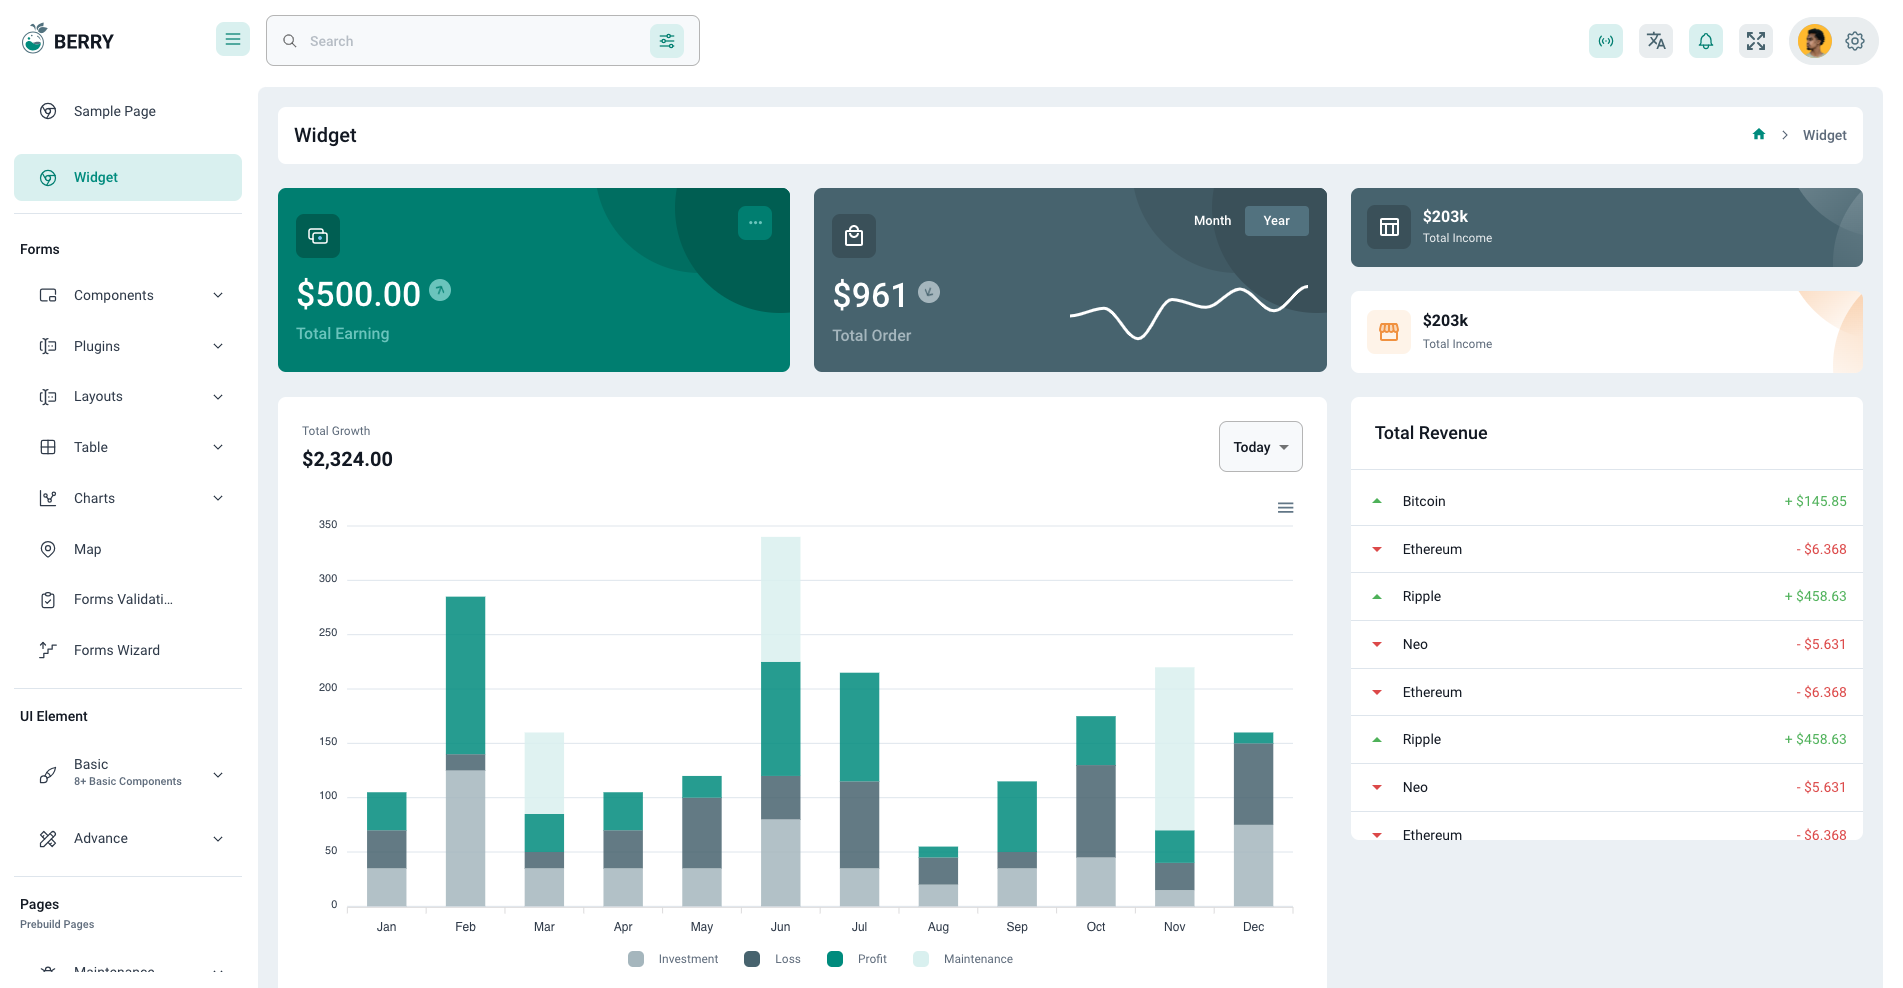 BERRY
Search
Sample Page
Widget
Forms
Components
Plugins
Layouts
Table
Charts
Map
Forms Validati...
Forms Wizard
UI Element
Basic
8+ Basic Components
Advance
Pages
Prebuild Pages
Maintenance
Widget
Widget
$500.00
Total Earning
Month
Year
$961
Total Order
$203k
Total Income
$203k
Total Income
Total Growth
$2,324.00
Today
350
300
250
200
150
100
50
0
Jan Feb Mar Apr May Jun Jul Aug Sep Oct Nov Dec
Investment Loss Profit Maintenance
Total Revenue
Bitcoin + $145.85
Ethereum - $6.368
Ripple + $458.63
Neo - $5.631
Ethereum - $6.368
Ripple + $458.63
Neo - $5.631
Ethereum - $6.368